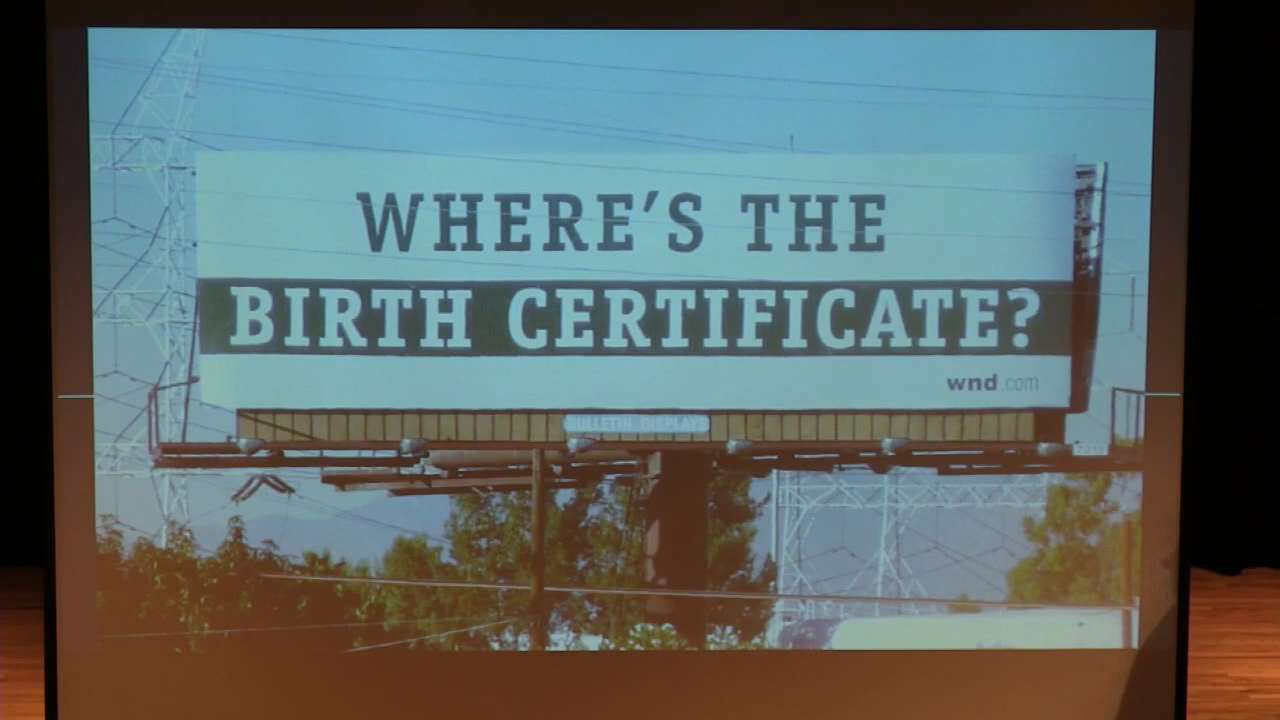 WHERE'S THE
BIRTH CERTIFICATE?
wnd.com
BULLETIN DISPLAYS